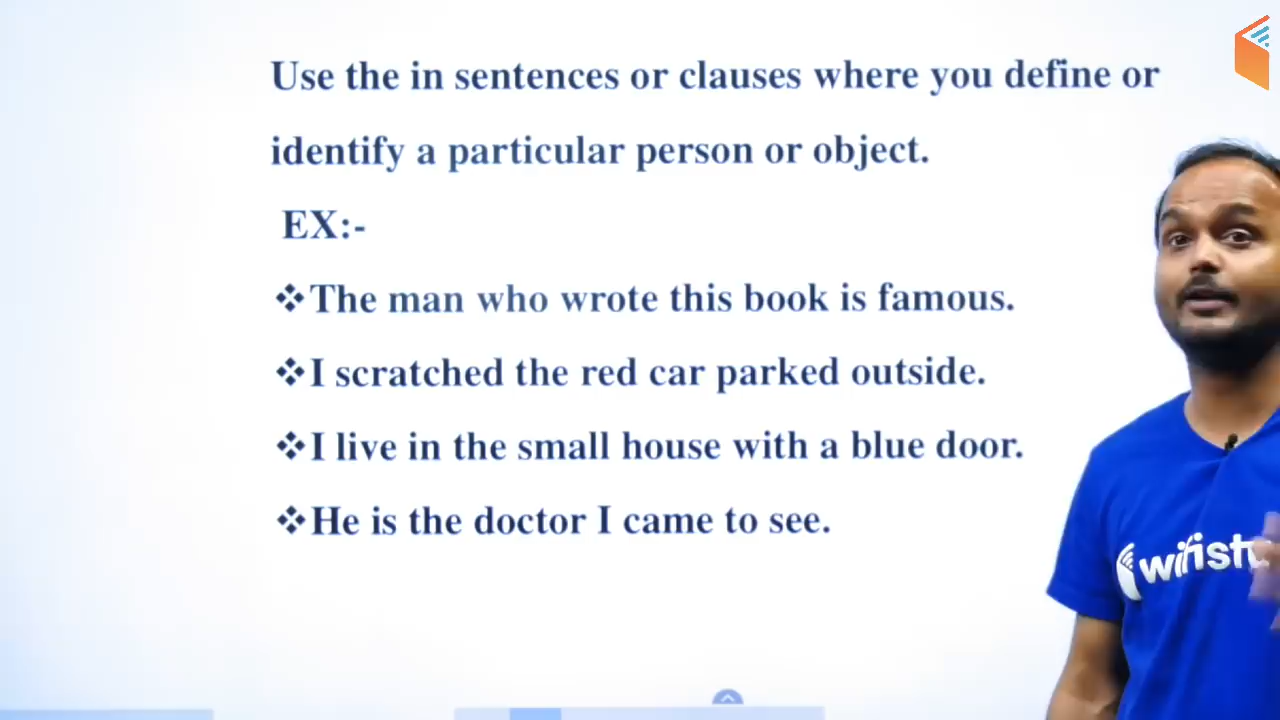 Use the in sentences or clauses where you define or
identify a particular person or object.
EX:-
❖The man who wrote this book is famous.
❖I scratched the red car parked outside.
❖I live in the small house with a blue door.
❖He is the doctor I came to see.